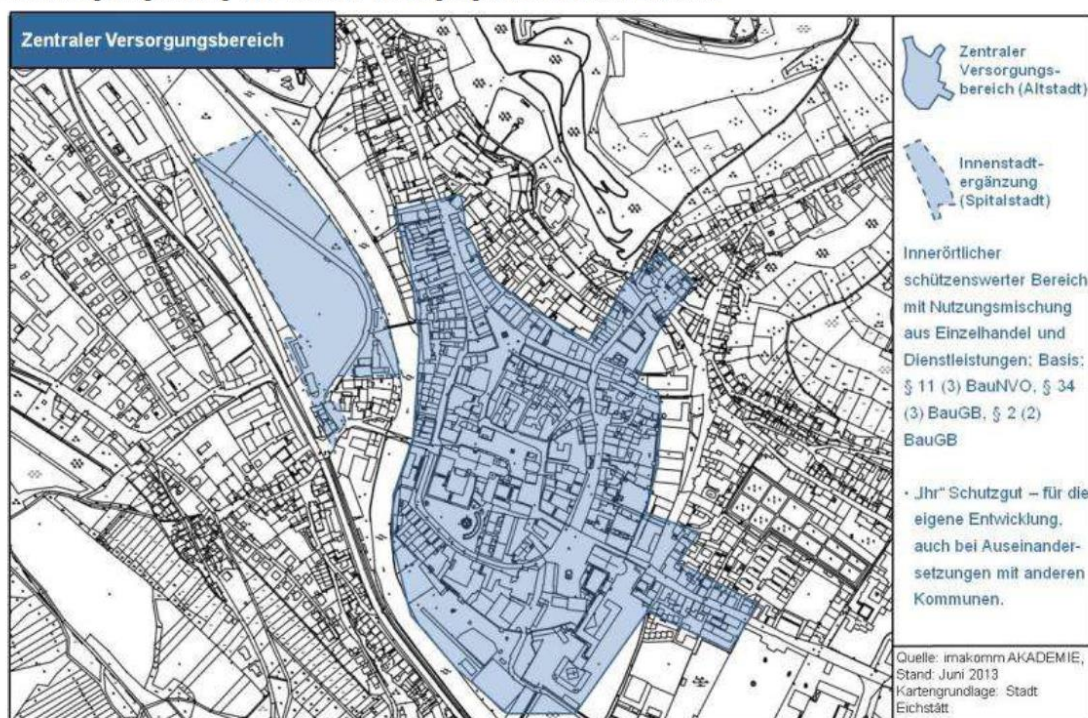 Zentraler Versorgungsbereich
Zentraler
Versorgungs-
bereich (Altstadt)
Innenstadt-
ergänzung
(Spitalstadt)
Innerörtlicher
schützenswerter Bereich
mit Nutzungsmischung
aus Einzelhandel und
Dienstleistungen; Basis:
§ 11 (3) BauNVO, § 34
(3) BauGB, § 2 (2)
BauGB
• „Ihr“ Schutzgut – für die
eigene Entwicklung,
auch bei Auseinander-
setzungen mit anderen
Kommunen.
Quelle: imakomm AKADEMIE,
Stand: Juni 2013
Kartengrundlage: Stadt
Eichstätt